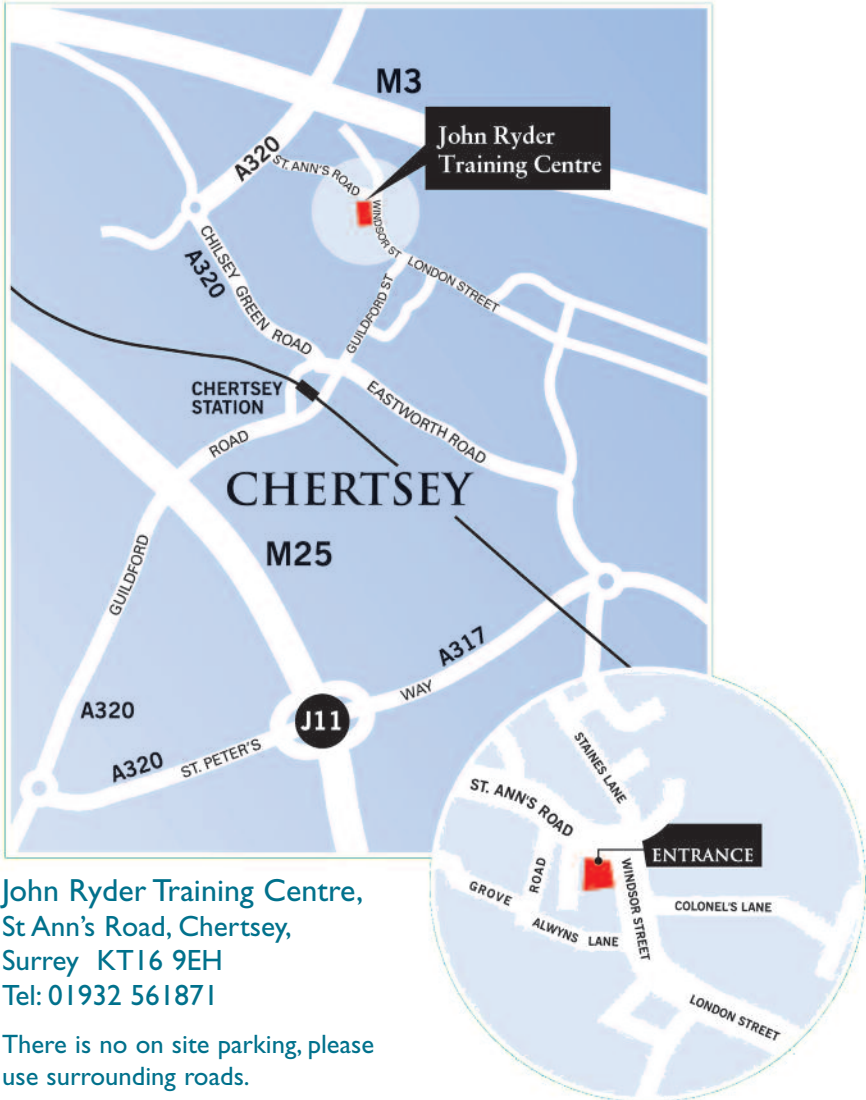 M3
John Ryder
Training Centre
A320
ST. ANN'S ROAD
WINDSOR ST
CHILSEY GREEN ROAD
A320
LONDON STREET
GUILDFORD ST
CHERTSEY
STATION
EASTWORTH ROAD
ROAD
CHERTSEY
M25
GUILDFORD
A317
WAY
A320
J11
A320
ST. PETER'S
STAINES LANE
ST. ANN'S ROAD
ENTRANCE
ROAD
GROVE
WINDSOR STREET
COLONEL'S LANE
ALWYNS LANE
LONDON STREET
John Ryder Training Centre,
St Ann's Road, Chertsey,
Surrey KT16 9EH
Tel: 01932 561871
There is no on site parking, please
use surrounding roads.